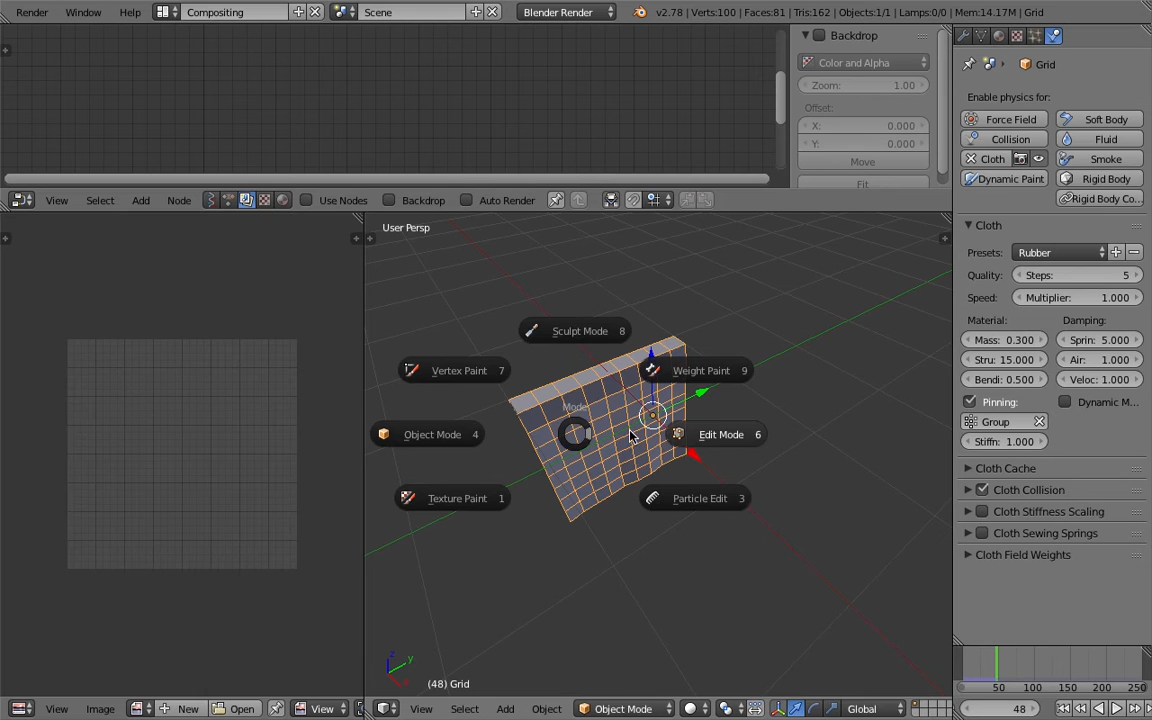 Render Window Help Compositing Scene Blender Render v2.78 | Verts:100 | Faces:81 | Tris:162 | Objects:1/1 | Lamps:0/0 | Mem:14.17M | Grid
Backdrop
Color and Alpha
Zoom: 1.00
Offset:
X: 0.000
Y: 0.000
Move
Fit
View Select Add Node Use Nodes Backdrop Auto Render
User Persp
Sculpt Mode 8
Vertex Paint 7
Weight Paint 9
Mode
Object Mode 4
Edit Mode 6
Texture Paint 1
Particle Edit 3
z
y
(48) Grid
View Image New Open View
View Select Add Object Object Mode Global
Grid
Enable physics for:
Force Field Soft Body
Collision Fluid
Cloth Smoke
Dynamic Paint Rigid Body
Rigid Body Co...
Cloth
Presets: Rubber
Quality: Steps: 5
Speed: Multiplier: 1.000
Material: Damping:
Mass: 0.300 Sprin: 5.000
Stru: 15.000 Air: 1.000
Bendi: 0.500 Veloc: 1.000
Pinning: Dynamic M...
Group
Stiffn: 1.000
Cloth Cache
Cloth Collision
Cloth Stiffness Scaling
Cloth Sewing Springs
Cloth Field Weights
50 100 150 200 250
48